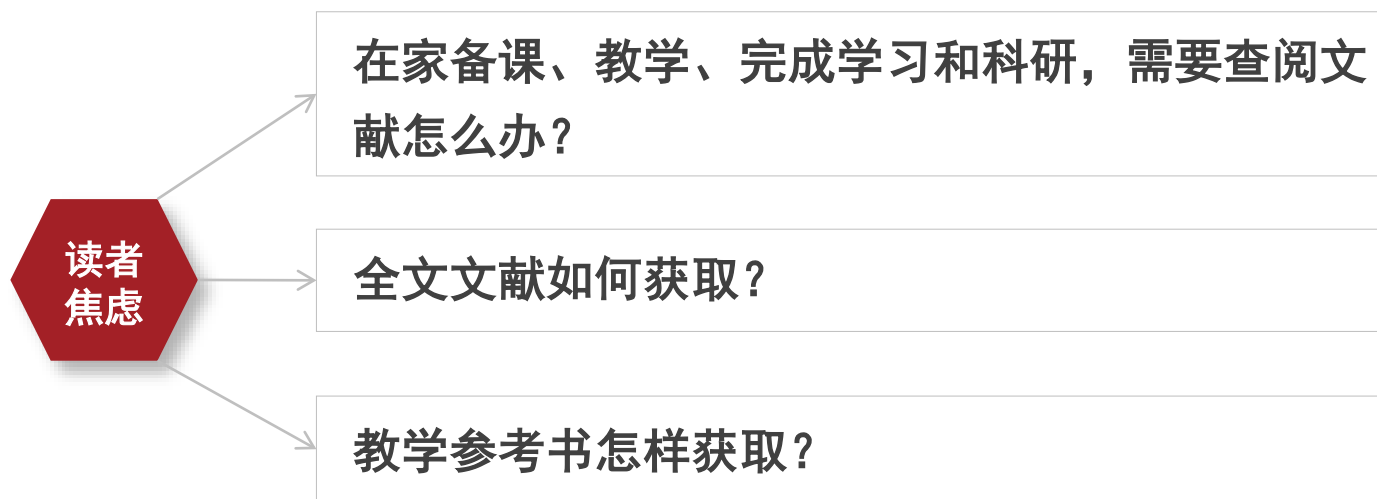 在家备课、教学、完成学习和科研，需要查阅文
献怎么办？
读者
焦虑
全文文献如何获取？
教学参考书怎样获取？